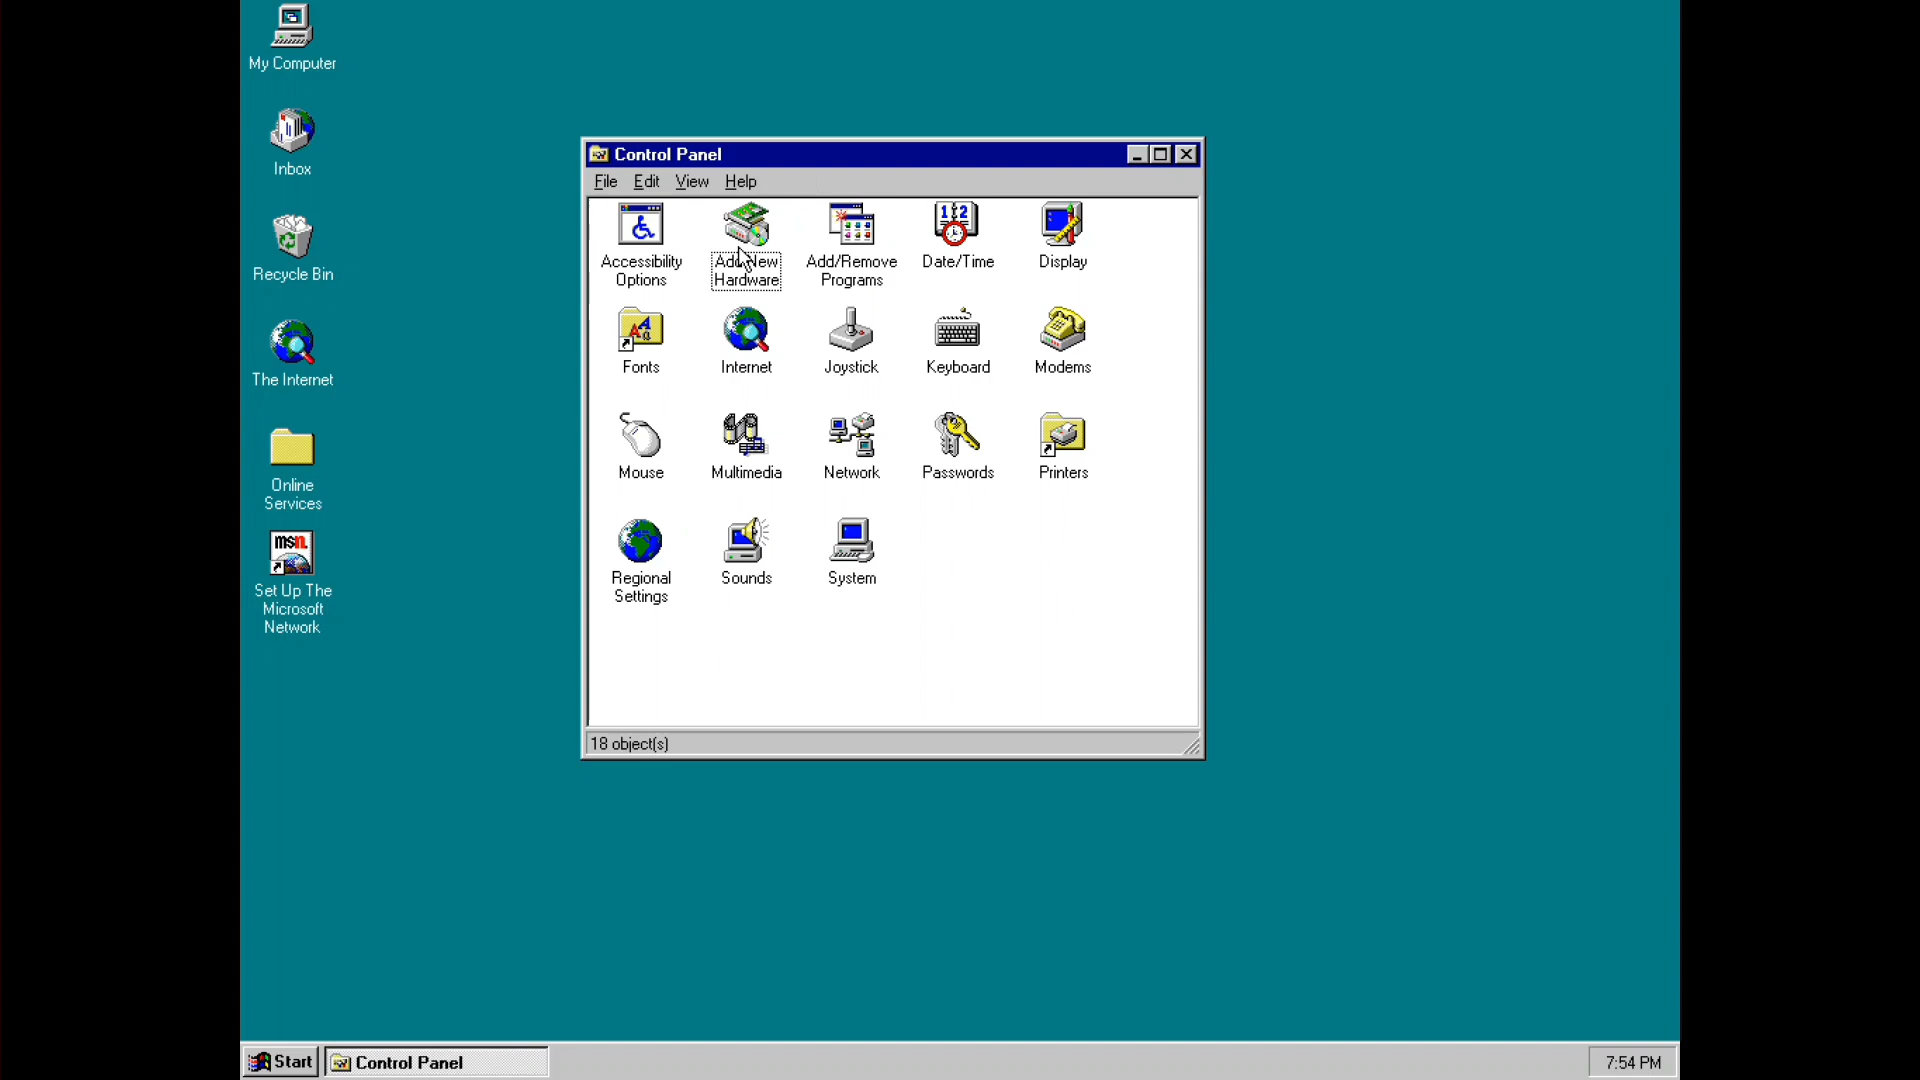 My Computer
Inbox
Recycle Bin
The Internet
Online
Services
msn.
Set Up The
Microsoft
Network
Control Panel
File Edit View Help
Accessibility
Options
Add New
Hardware
Add/Remove
Programs
12
Date/Time
Display
Fonts
Internet
Joystick
Keyboard
Modems
Mouse
Multimedia
Network
Passwords
Printers
Regional
Settings
Sounds
System
18 object(s)
Start
Control Panel
7:54 PM